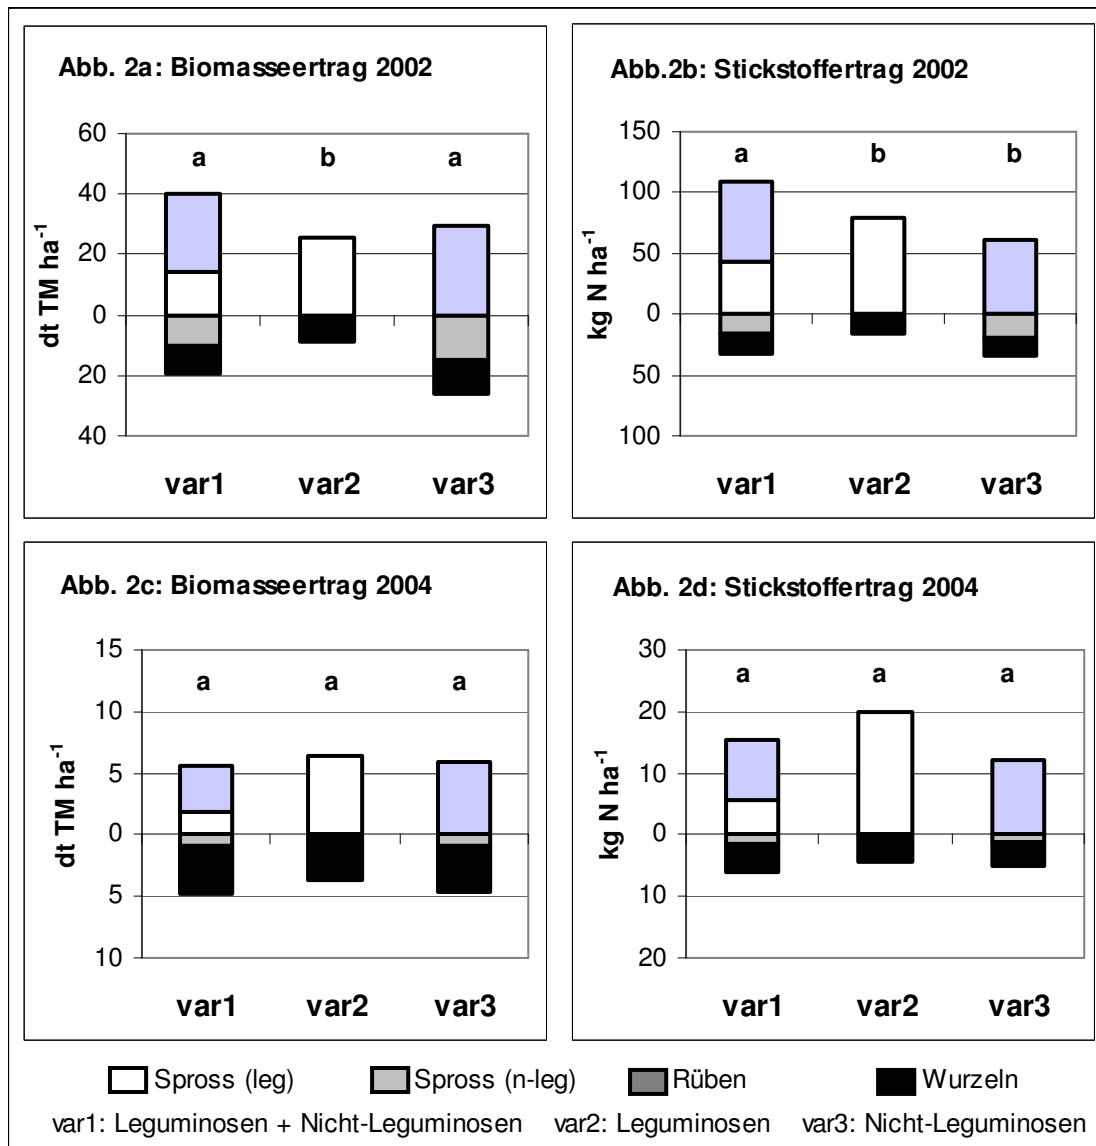 Abb. 2a: Biomasseertrag 2002
dt TM ha-1
60
40
20
0
20
40
a b a
var1 var2 var3
Abb.2b: Stickstoffertrag 2002
kg N ha-1
150
100
50
0
50
100
a b b
var1 var2 var3
Abb. 2c: Biomasseertrag 2004
dt TM ha-1
15
10
5
0
5
10
a a a
var1 var2 var3
Abb. 2d: Stickstoffertrag 2004
kg N ha-1
30
20
10
0
10
20
a a a
var1 var2 var3
Spross (leg) Spross (n-leg) Rüben Wurzeln
var1: Leguminosen + Nicht-Leguminosen var2: Leguminosen var3: Nicht-Leguminosen